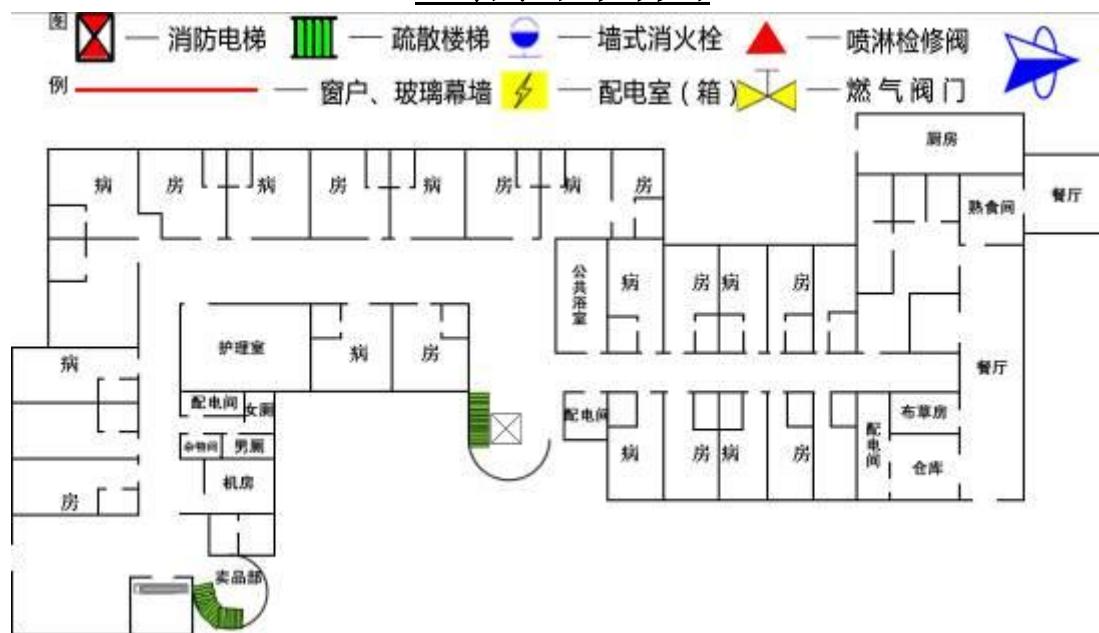 图 — 消防电梯 — 疏散楼梯 — 墙式消火栓 — 喷淋检修阀
例 — 窗户、玻璃幕墙 — 配电室（箱） — 燃气阀门
厨房
病 房 病 房 病 房 病 房
熟食间 餐厅
公共浴室
病 房 病 房
护理室 病 房
病
餐厅
配电间 女厕
配电间
布草房
男厕
配电间
病 房 病 房
仓库
机房
房
卖品部